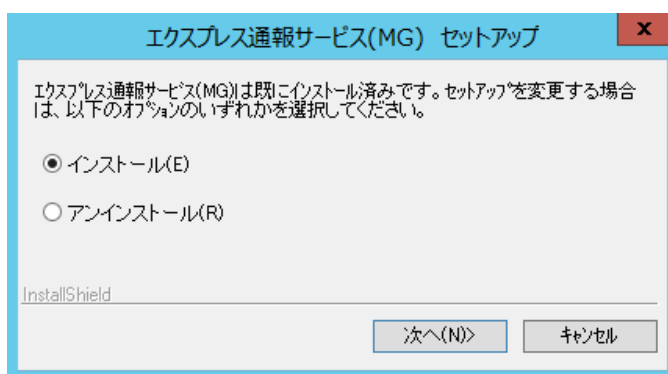 エクスプレス通報サービス(MG) セットアップ
x
エクスプレス通報サービス(MG)は既にインストール済みです。セットアップを変更する場合
は、以下のオプションのいずれかを選択してください。
インストール(E)
アンインストール(R)
InstallShield
次へ(N)>
キャンセル